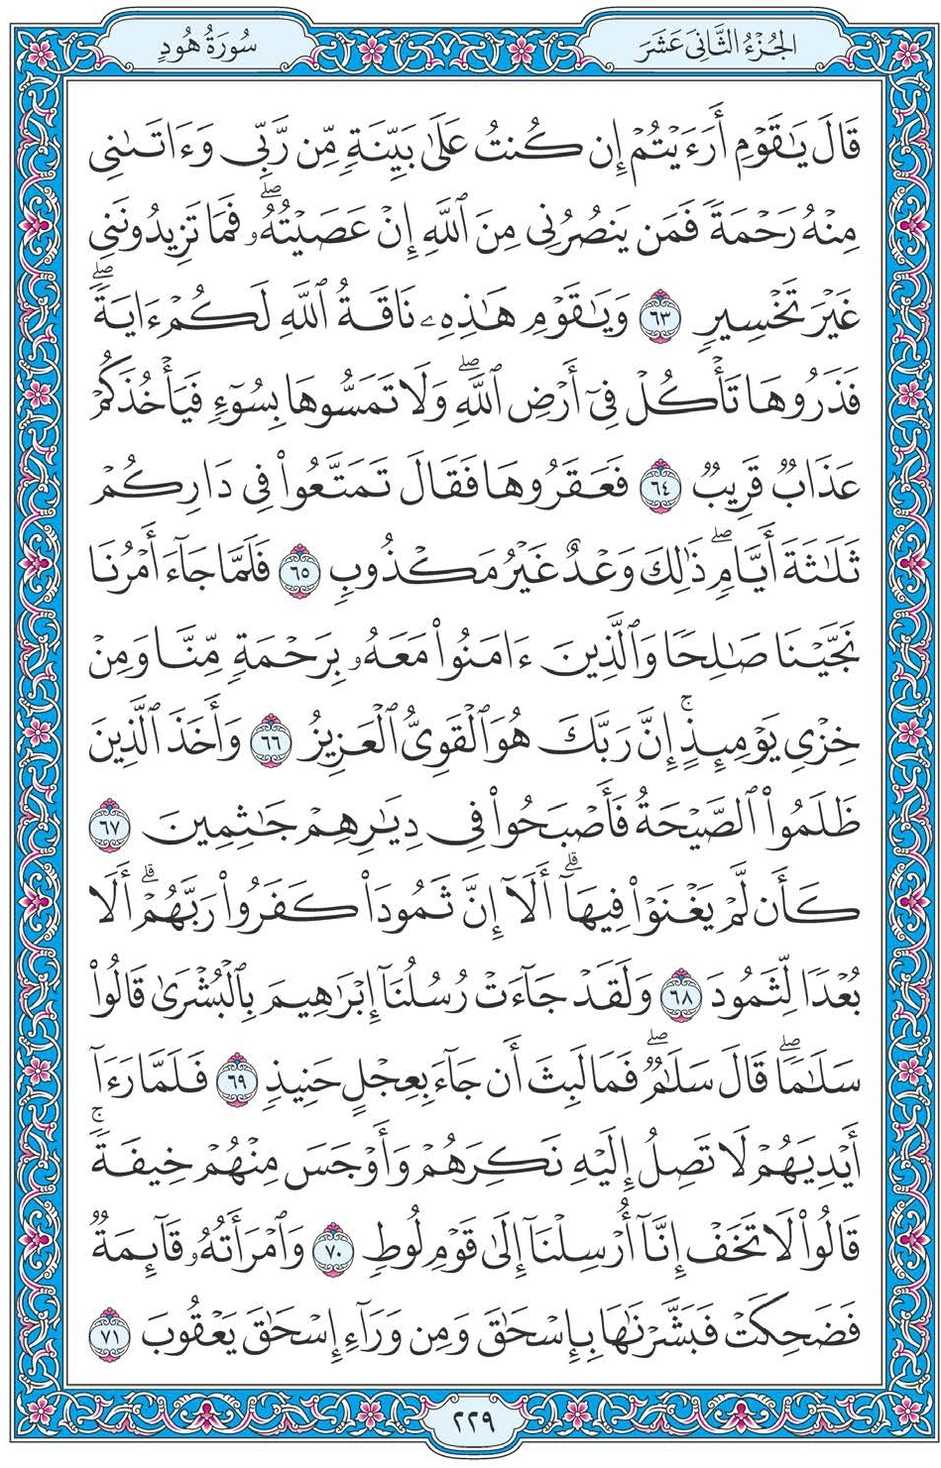 الجُزْءُ الثَّانِي عَشَرَ
سُورَةُ هُودٍ
قَالَ يَٰقَوْمِ أَرَءَيْتُمْ إِن كُنتُ عَلَىٰ بَيِّنَةٍ مِّن رَّبِّي وَءَاتَىٰنِي
مِنْهُ رَحْمَةً فَمَن يَنصُرُنِي مِنَ ٱللَّهِ إِنْ عَصَيْتُهُۥۖ فَمَا تَزِيدُونَنِي
غَيْرَ تَخْسِيرٍ ٦٣ وَيَٰقَوْمِ هَٰذِهِۦ نَاقَةُ ٱللَّهِ لَكُمْ ءَايَةًۖ
فَذَرُوهَا تَأْكُلْ فِيٓ أَرْضِ ٱللَّهِۖ وَلَا تَمَسُّوهَا بِسُوٓءٍ فَيَأْخُذَكُمْ
عَذَابٌ قَرِيبٌ ٦٤ فَعَقَرُوهَا فَقَالَ تَمَتَّعُوا۟ فِي دَارِكُمْ
ثَلَٰثَةَ أَيَّامٍۖ ذَٰلِكَ وَعْدٌ غَيْرُ مَكْذُوبٍ ٦٥ فَلَمَّا جَآءَ أَمْرُنَا
نَجَّيْنَا صَٰلِحًا وَٱلَّذِينَ ءَامَنُوا۟ مَعَهُۥ بِرَحْمَةٍ مِّنَّا وَمِنْ
خِزْيِ يَوْمِئِذٍۚ إِنَّ رَبَّكَ هُوَ ٱلْقَوِيُّ ٱلْعَزِيزُ ٦٦ وَأَخَذَ ٱلَّذِينَ
ظَلَمُوا۟ ٱلصَّيْحَةُ فَأَصْبَحُوا۟ فِي دِيَٰرِهِمْ جَٰثِمِينَ ٦٧
كَأَن لَّمْ يَغْنَوْا۟ فِيهَآۗ أَلَآ إِنَّ ثَمُودَا۟ كَفَرُوا۟ رَبَّهُمْۗ أَلَا
بُعْدًا لِّثَمُودَ ٦٨ وَلَقَدْ جَآءَتْ رُسُلُنَآ إِبْرَٰهِيمَ بِٱلْبُشْرَىٰ قَالُوا۟
سَلَٰمًاۖ قَالَ سَلَٰمٌۖ فَمَا لَبِثَ أَن جَآءَ بِعِجْلٍ حَنِيذٍ ٦٩ فَلَمَّا رَءَآ
أَيْدِيَهُمْ لَا تَصِلُ إِلَيْهِ نَكِرَهُمْ وَأَوْجَسَ مِنْهُمْ خِيفَةًۚ
قَالُوا۟ لَا تَخَفْ إِنَّآ أُرْسِلْنَآ إِلَىٰ قَوْمِ لُوطٍ ٧٠ وَٱمْرَأَتُهُۥ قَآئِمَةٌ
فَضَحِكَتْ فَبَشَّرْنَٰهَا بِإِسْحَٰقَ وَمِن وَرَآءِ إِسْحَٰقَ يَعْقُوبَ ٧١
٢٢٩